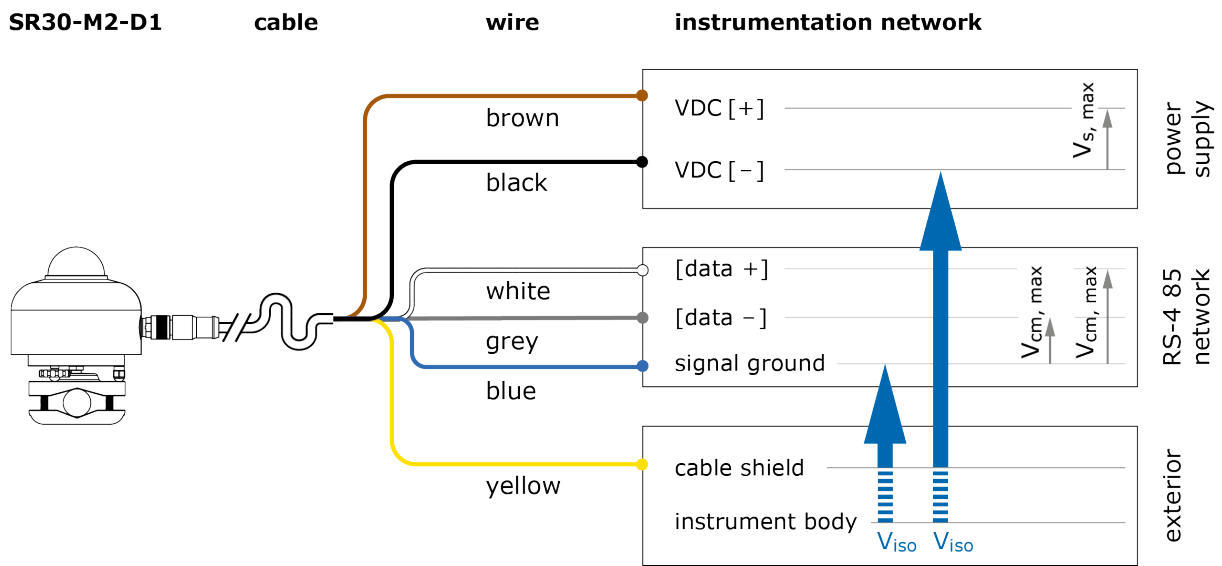 SR30-M2-D1 cable wire instrumentation network
brown
VDC [+]
Vs, max
power
supply
black
VDC [−]
white
[data +]
grey
[data −]
Vcm, max
Vcm, max
RS-4 85
network
blue
signal ground
yellow
cable shield
instrument body
exterior
Viso Viso